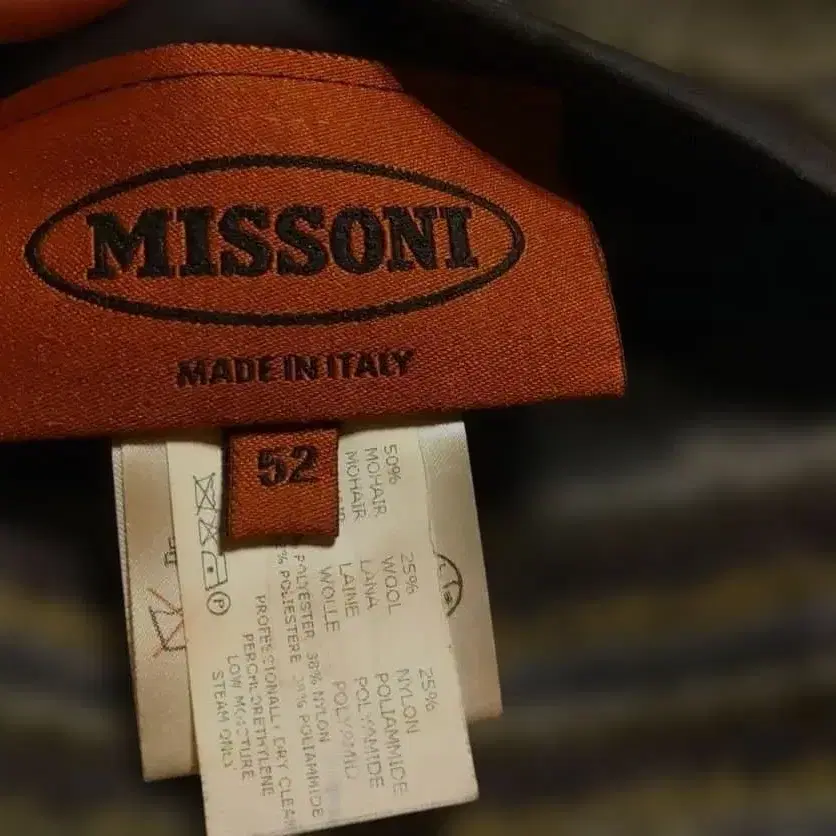 MISSONI
MADE IN ITALY
52
50%
MOHAIR
MOHAIR
25%
WOOL
LANA
LAINE
WOLLE
25%
NYLON
POLIAMMIDE
POLYAMIDE
POLYAMID
POLYESTER 38% NYLON
POLIESTERE 38% POLIAMMIDE
PROFESSIONALLY DRY CLEAN
PERCHLORETHYLENE
LOW MOISTURE
STEAM ONLY
P